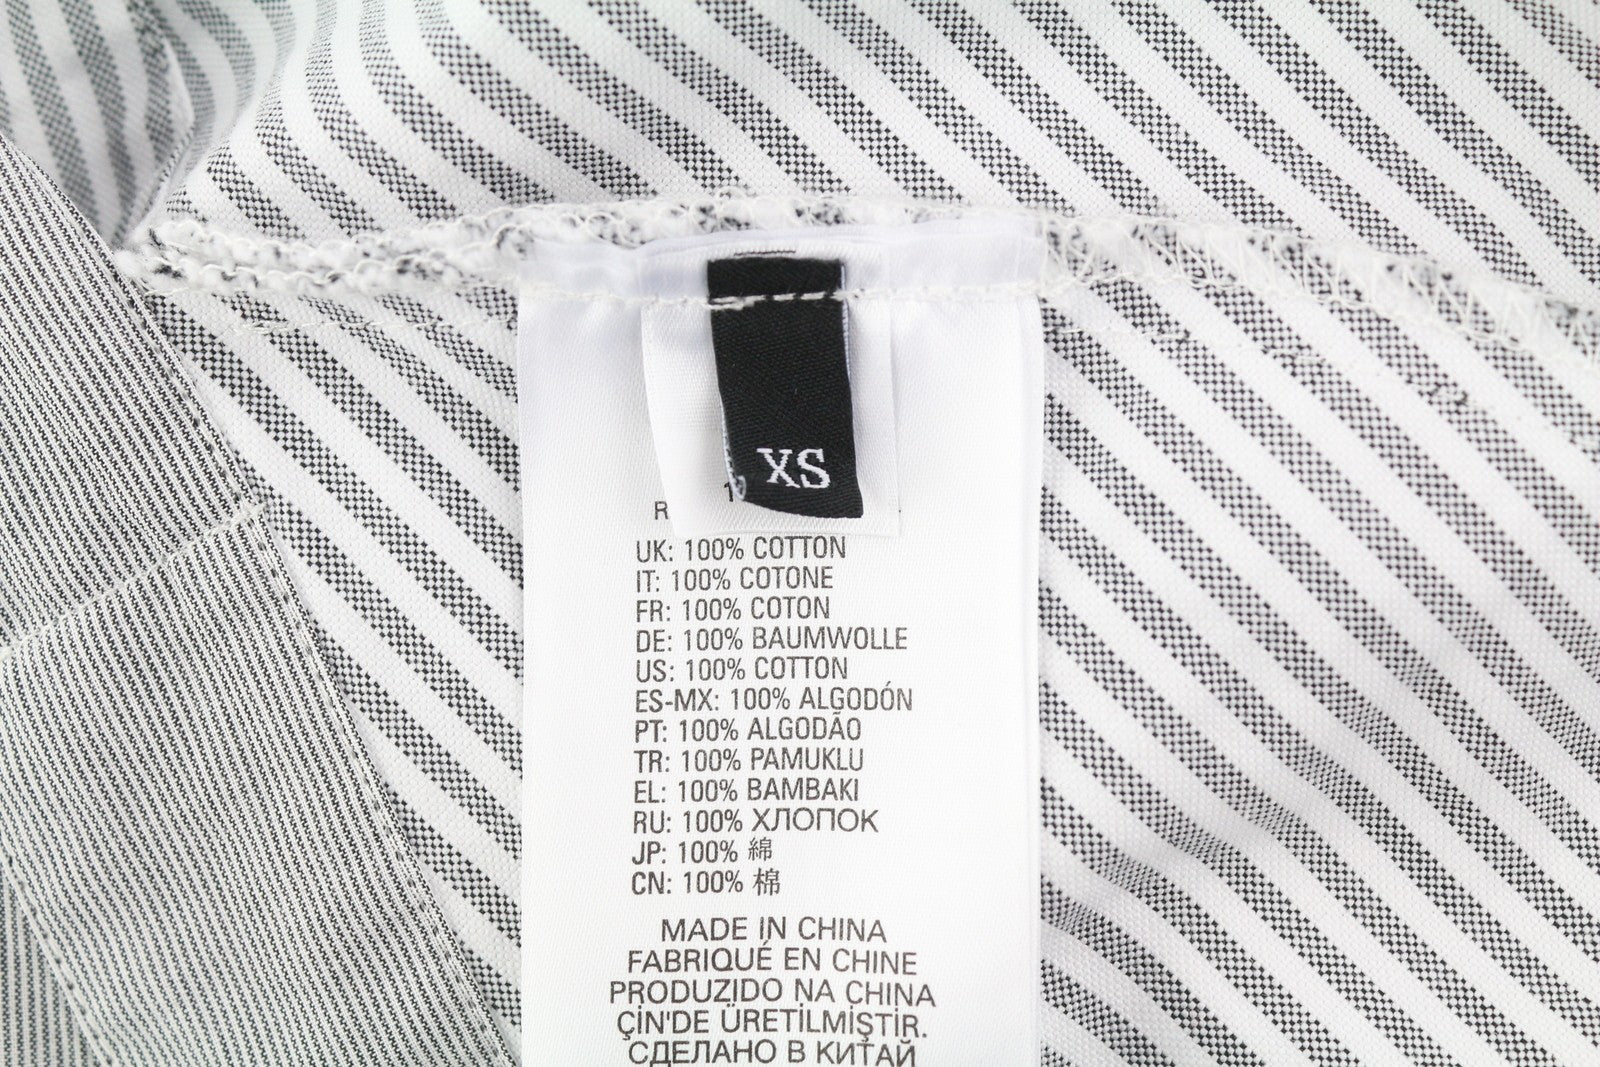 XS
R
UK: 100% COTTON
IT: 100% COTONE
FR: 100% COTON
DE: 100% BAUMWOLLE
US: 100% COTTON
ES-MX: 100% ALGODÓN
PT: 100% ALGODÃO
TR: 100% PAMUKLU
EL: 100% BAMBAKI
RU: 100% ХЛОПОК
JP: 100% 綿
CN: 100% 棉
MADE IN CHINA
FABRIQUÉ EN CHINE
PRODUZIDO NA CHINA
ÇİN'DE ÜRETİLMİŞTİR.
СДЕЛАНО В КИТАЙ